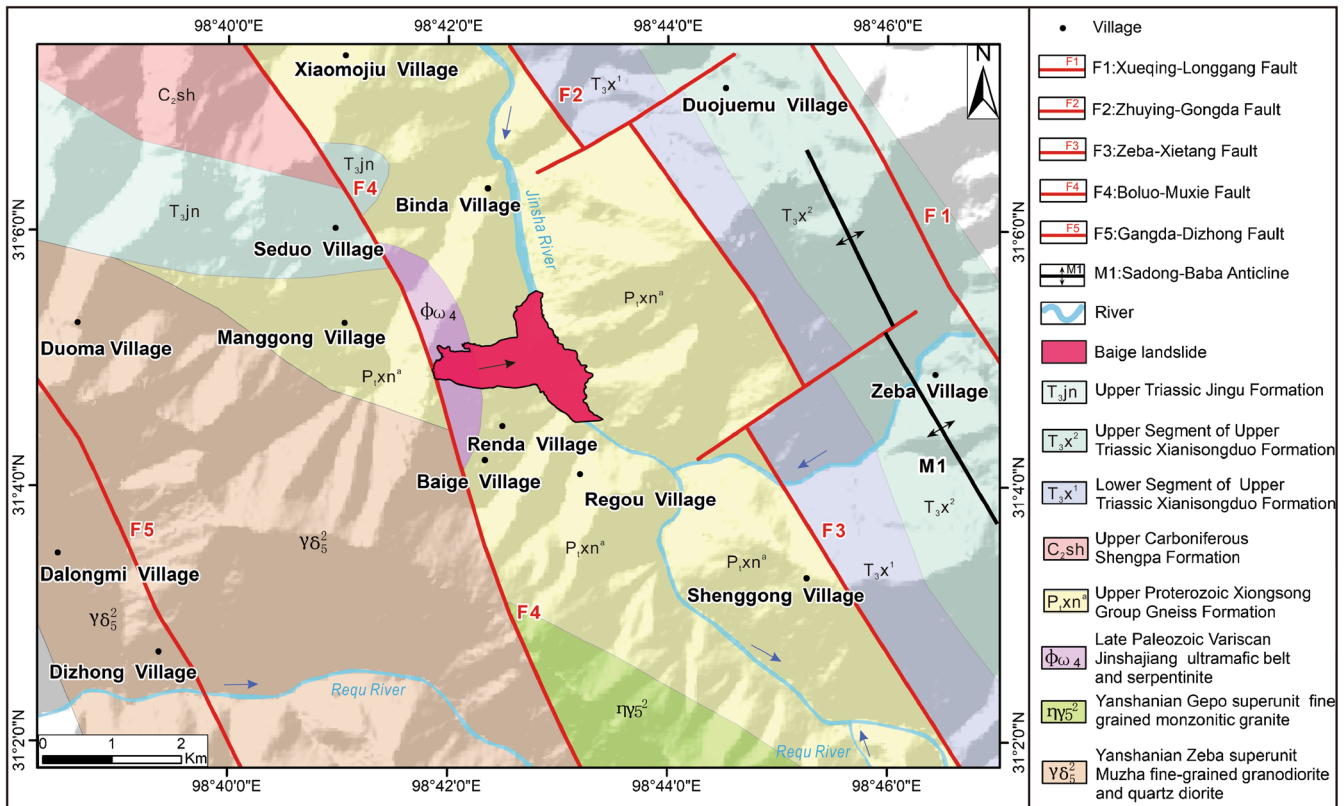 98°40'0"E 98°42'0"E 98°44'0"E 98°46'0"E
31°6'0"N
31°4'0"N
31°2'0"N
31°6'0"N
31°4'0"N
31°2'0"N
98°40'0"E 98°42'0"E 98°44'0"E 98°46'0"E
N
Xiaomojiu Village
C₂sh
F2
T₃x¹
Duojuemu Village
T₃jn
F4
T₃jn
Binda Village
Seduo Village
Jinsha River
T₃x²
F1
Pₜxnᵃ
ϕω₄
Manggong Village
Duoma Village
Pₜxnᵃ
Zeba Village
Renda Village
Baige Village
Regou Village
M1
T₃x²
F5
γδ₅²
F3
Pₜxnᵃ
Pₜxnᵃ
T₃x¹
Dalongmi Village
Shenggong Village
F4
γδ₅²
Dizhong Village
Requ River
ηγ₅²
Requ River
0 1 2
Km
Village
F1
F1:Xueqing-Longgang Fault
F2
F2:Zhuying-Gongda Fault
F3
F3:Zeba-Xietang Fault
F4
F4:Boluo-Muxie Fault
F5
F5:Gangda-Dizhong Fault
M1
M1:Sadong-Baba Anticline
River
Baige landslide
T₃jn
Upper Triassic Jingu Formation
T₃x²
Upper Segment of Upper
Triassic Xianisongduo Formation
T₃x¹
Lower Segment of Upper
Triassic Xianisongduo Formation
C₂sh
Upper Carboniferous
Shengpa Formation
Pₜxnᵃ
Upper Proterozoic Xiongsong
Group Gneiss Formation
ϕω₄
Late Paleozoic Variscan
Jinshajiang ultramafic belt
and serpentinite
ηγ₅²
Yanshanian Gepo superunit fine
grained monzonitic granite
γδ₅²
Yanshanian Zeba superunit
Muzha fine-grained granodiorite
and quartz diorite